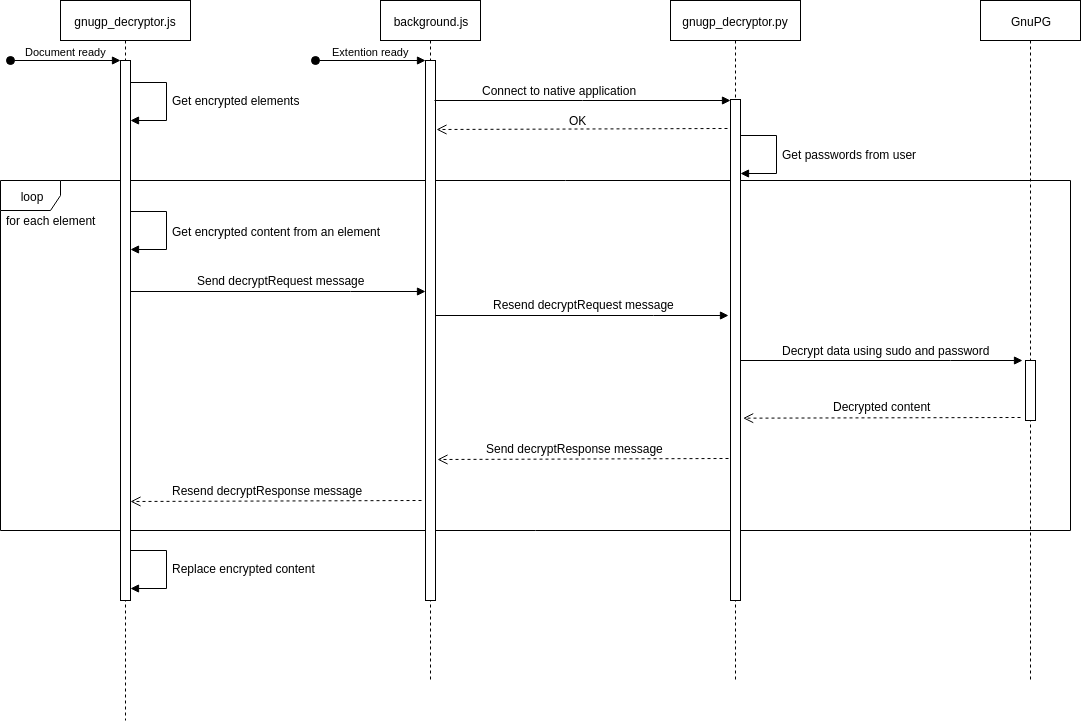 gnugp_decryptor.js
background.js
gnugp_decryptor.py
GnuPG
Document ready
Extention ready
Get encrypted elements
Connect to native application
OK
Get passwords from user
loop
for each element
Get encrypted content from an element
Send decryptRequest message
Resend decryptRequest message
Decrypt data using sudo and password
Decrypted content
Send decryptResponse message
Resend decryptResponse message
Replace encrypted content